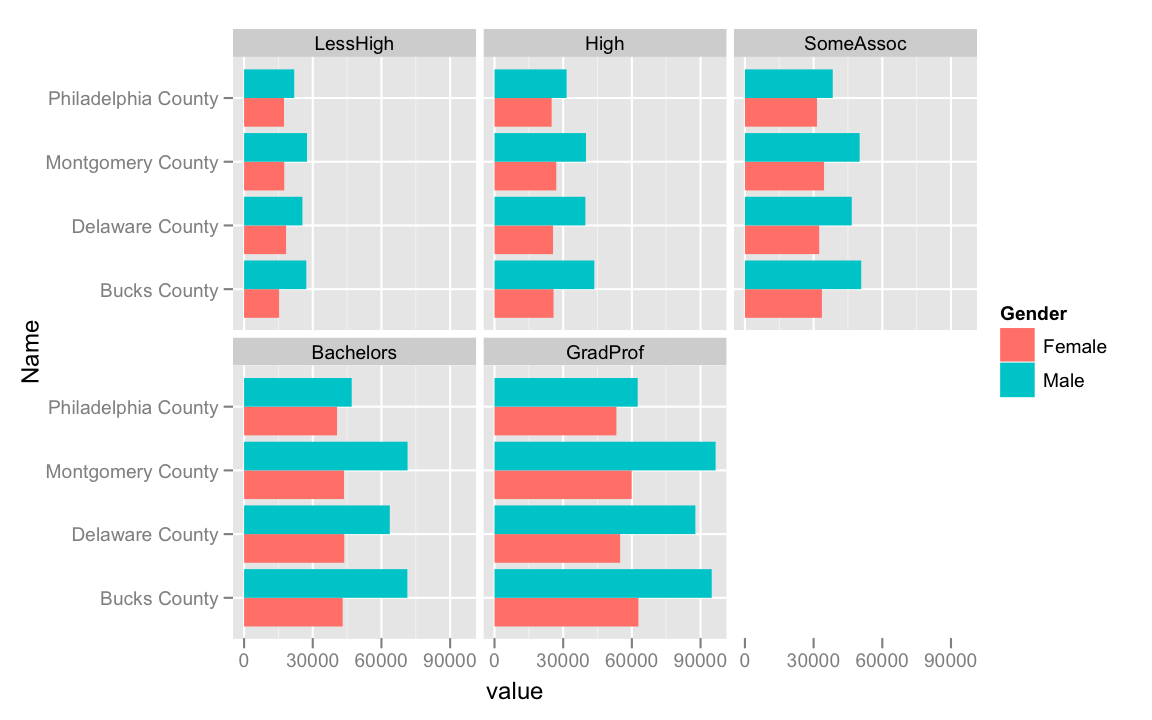 LessHigh High SomeAssoc
Philadelphia County
Montgomery County
Delaware County
Bucks County
Bachelors GradProf
Philadelphia County
Montgomery County
Delaware County
Bucks County
0 30000 60000 90000 0 30000 60000 90000 0 30000 60000 90000
value
Name
Gender
Female
Male